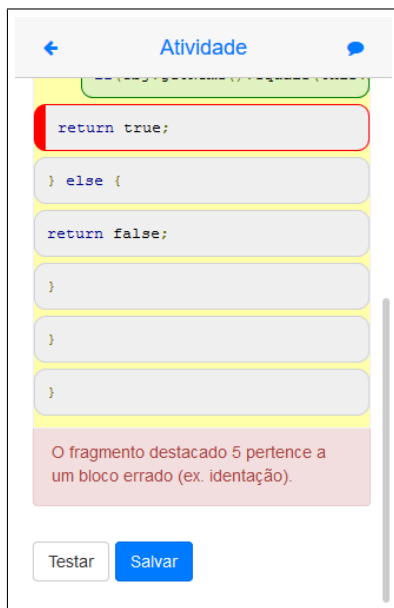 Atividade
return true;
} else {
return false;
}
}
}
O fragmento destacado 5 pertence a
um bloco errado (ex. identação).
Testar Salvar